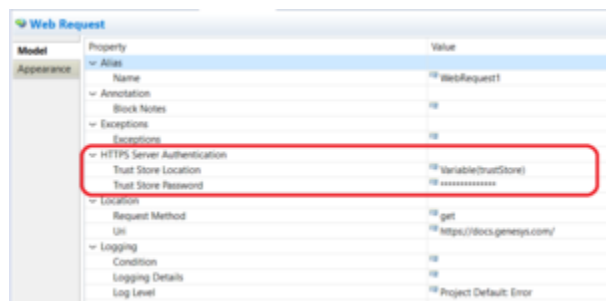 Web Request
Model
Appearance
Property Value
Alias
Name WebRequest1
Annotation
Block Notes
Exceptions
Exceptions
HTTPS Server Authentication
Trust Store Location Variable(trustStore)
Trust Store Password **************
Location
Request Method get
Uri https://docs.genesys.com/
Logging
Condition
Logging Details
Log Level Project Default: Error